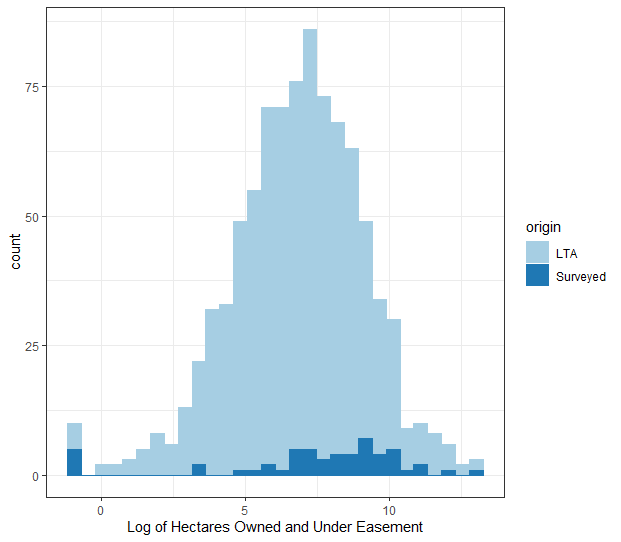 75
50
25
0
count
0
5
10
Log of Hectares Owned and Under Easement
origin
LTA
Surveyed